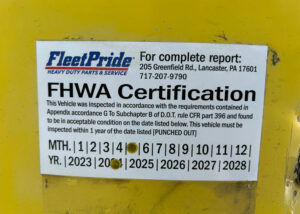 FleetPride
HEAVY DUTY PARTS & SERVICE
For complete report:
205 Greenfield Rd., Lancaster, PA 17601
717-207-9790
FHWA Certification
This Vehicle was inspected in accordance with the requirements contained in
Appendix accordance G To Subchapter B of D.O.T. rule CFR part 396 and found
to be in acceptable condition on the date listed below. This vehicle must be
inspected within 1 year of the date listed [PUNCHED OUT]
MTH. | 1 | 2 | 3 | 4 | 6 | 7 | 8 | 9 | 10 | 11 | 12 |
YR. | 2023 | 2024 | 2025 | 2026 | 2027 | 2028 |